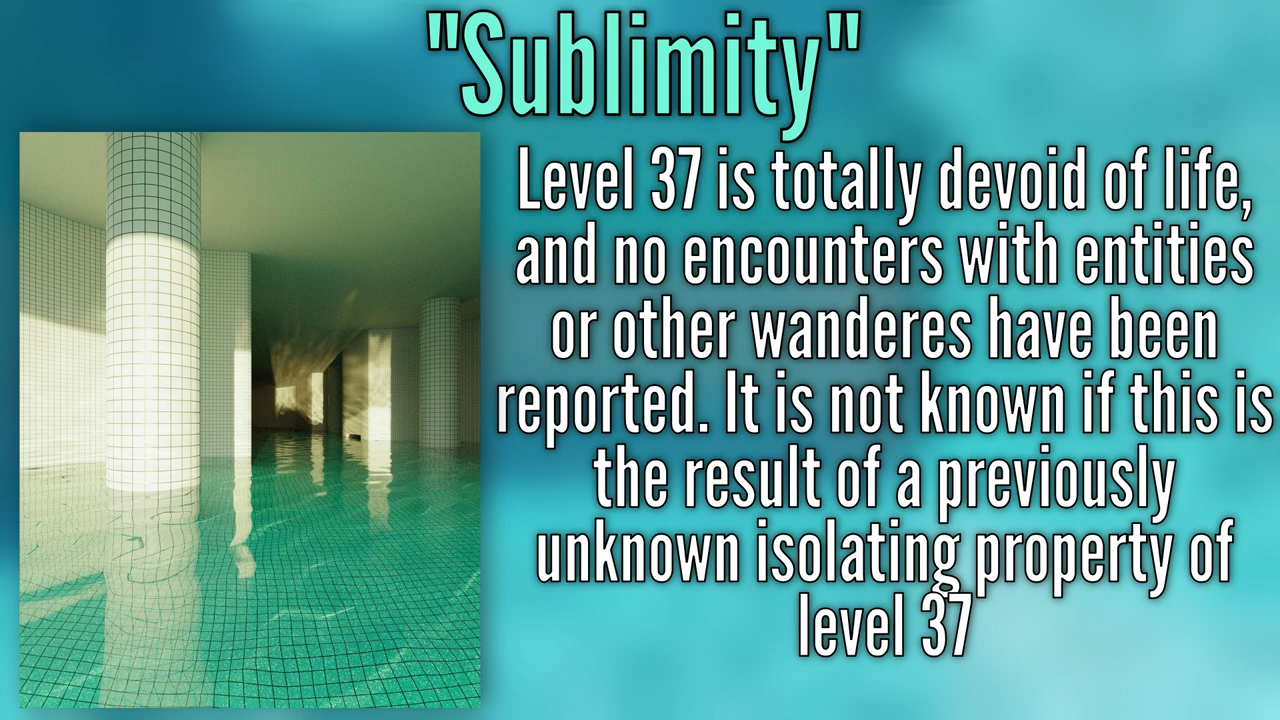 "Sublimity"
Level 37 is totally devoid of life,
and no encounters with entities
or other wanderes have been
reported. It is not known if this is
the result of a previously
unknown isolating property of
level 37